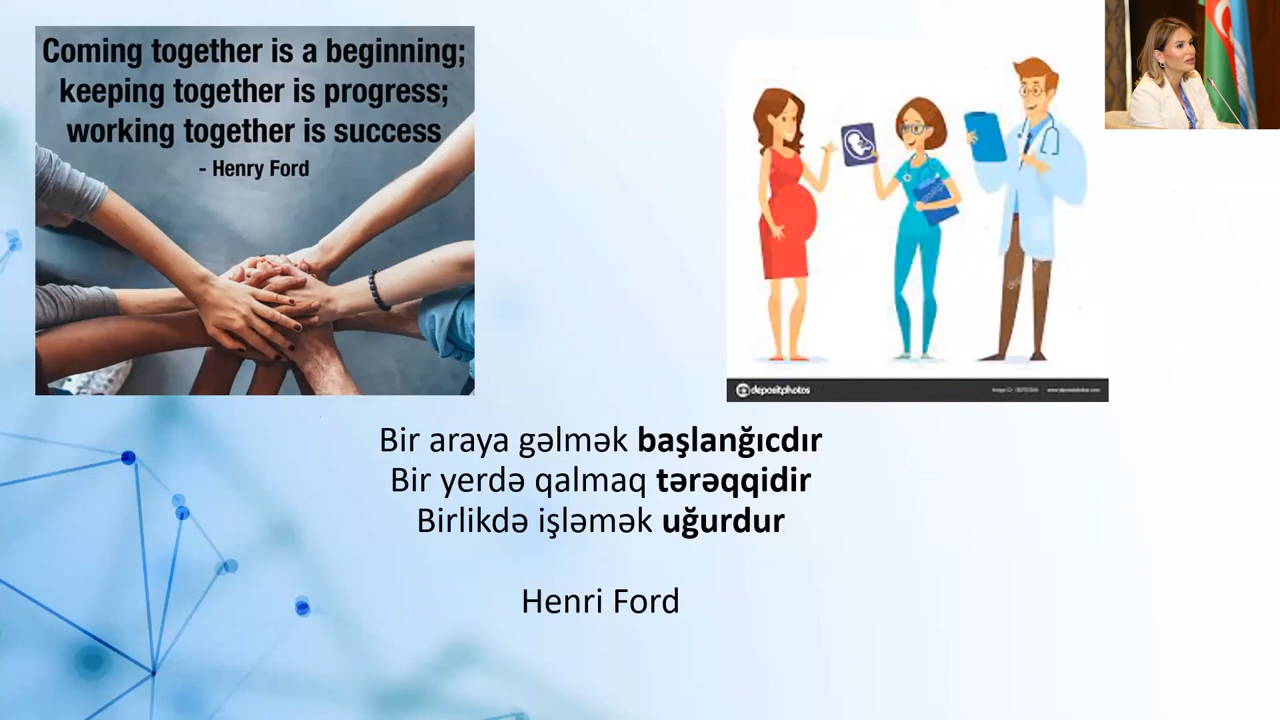 Coming together is a beginning;
keeping together is progress;
working together is success
- Henry Ford
depositphotos
Bir araya gəlmək başlanğıcdır
Bir yerdə qalmaq tərəqqidir
Birlikdə işləmək uğurdur
Henri Ford